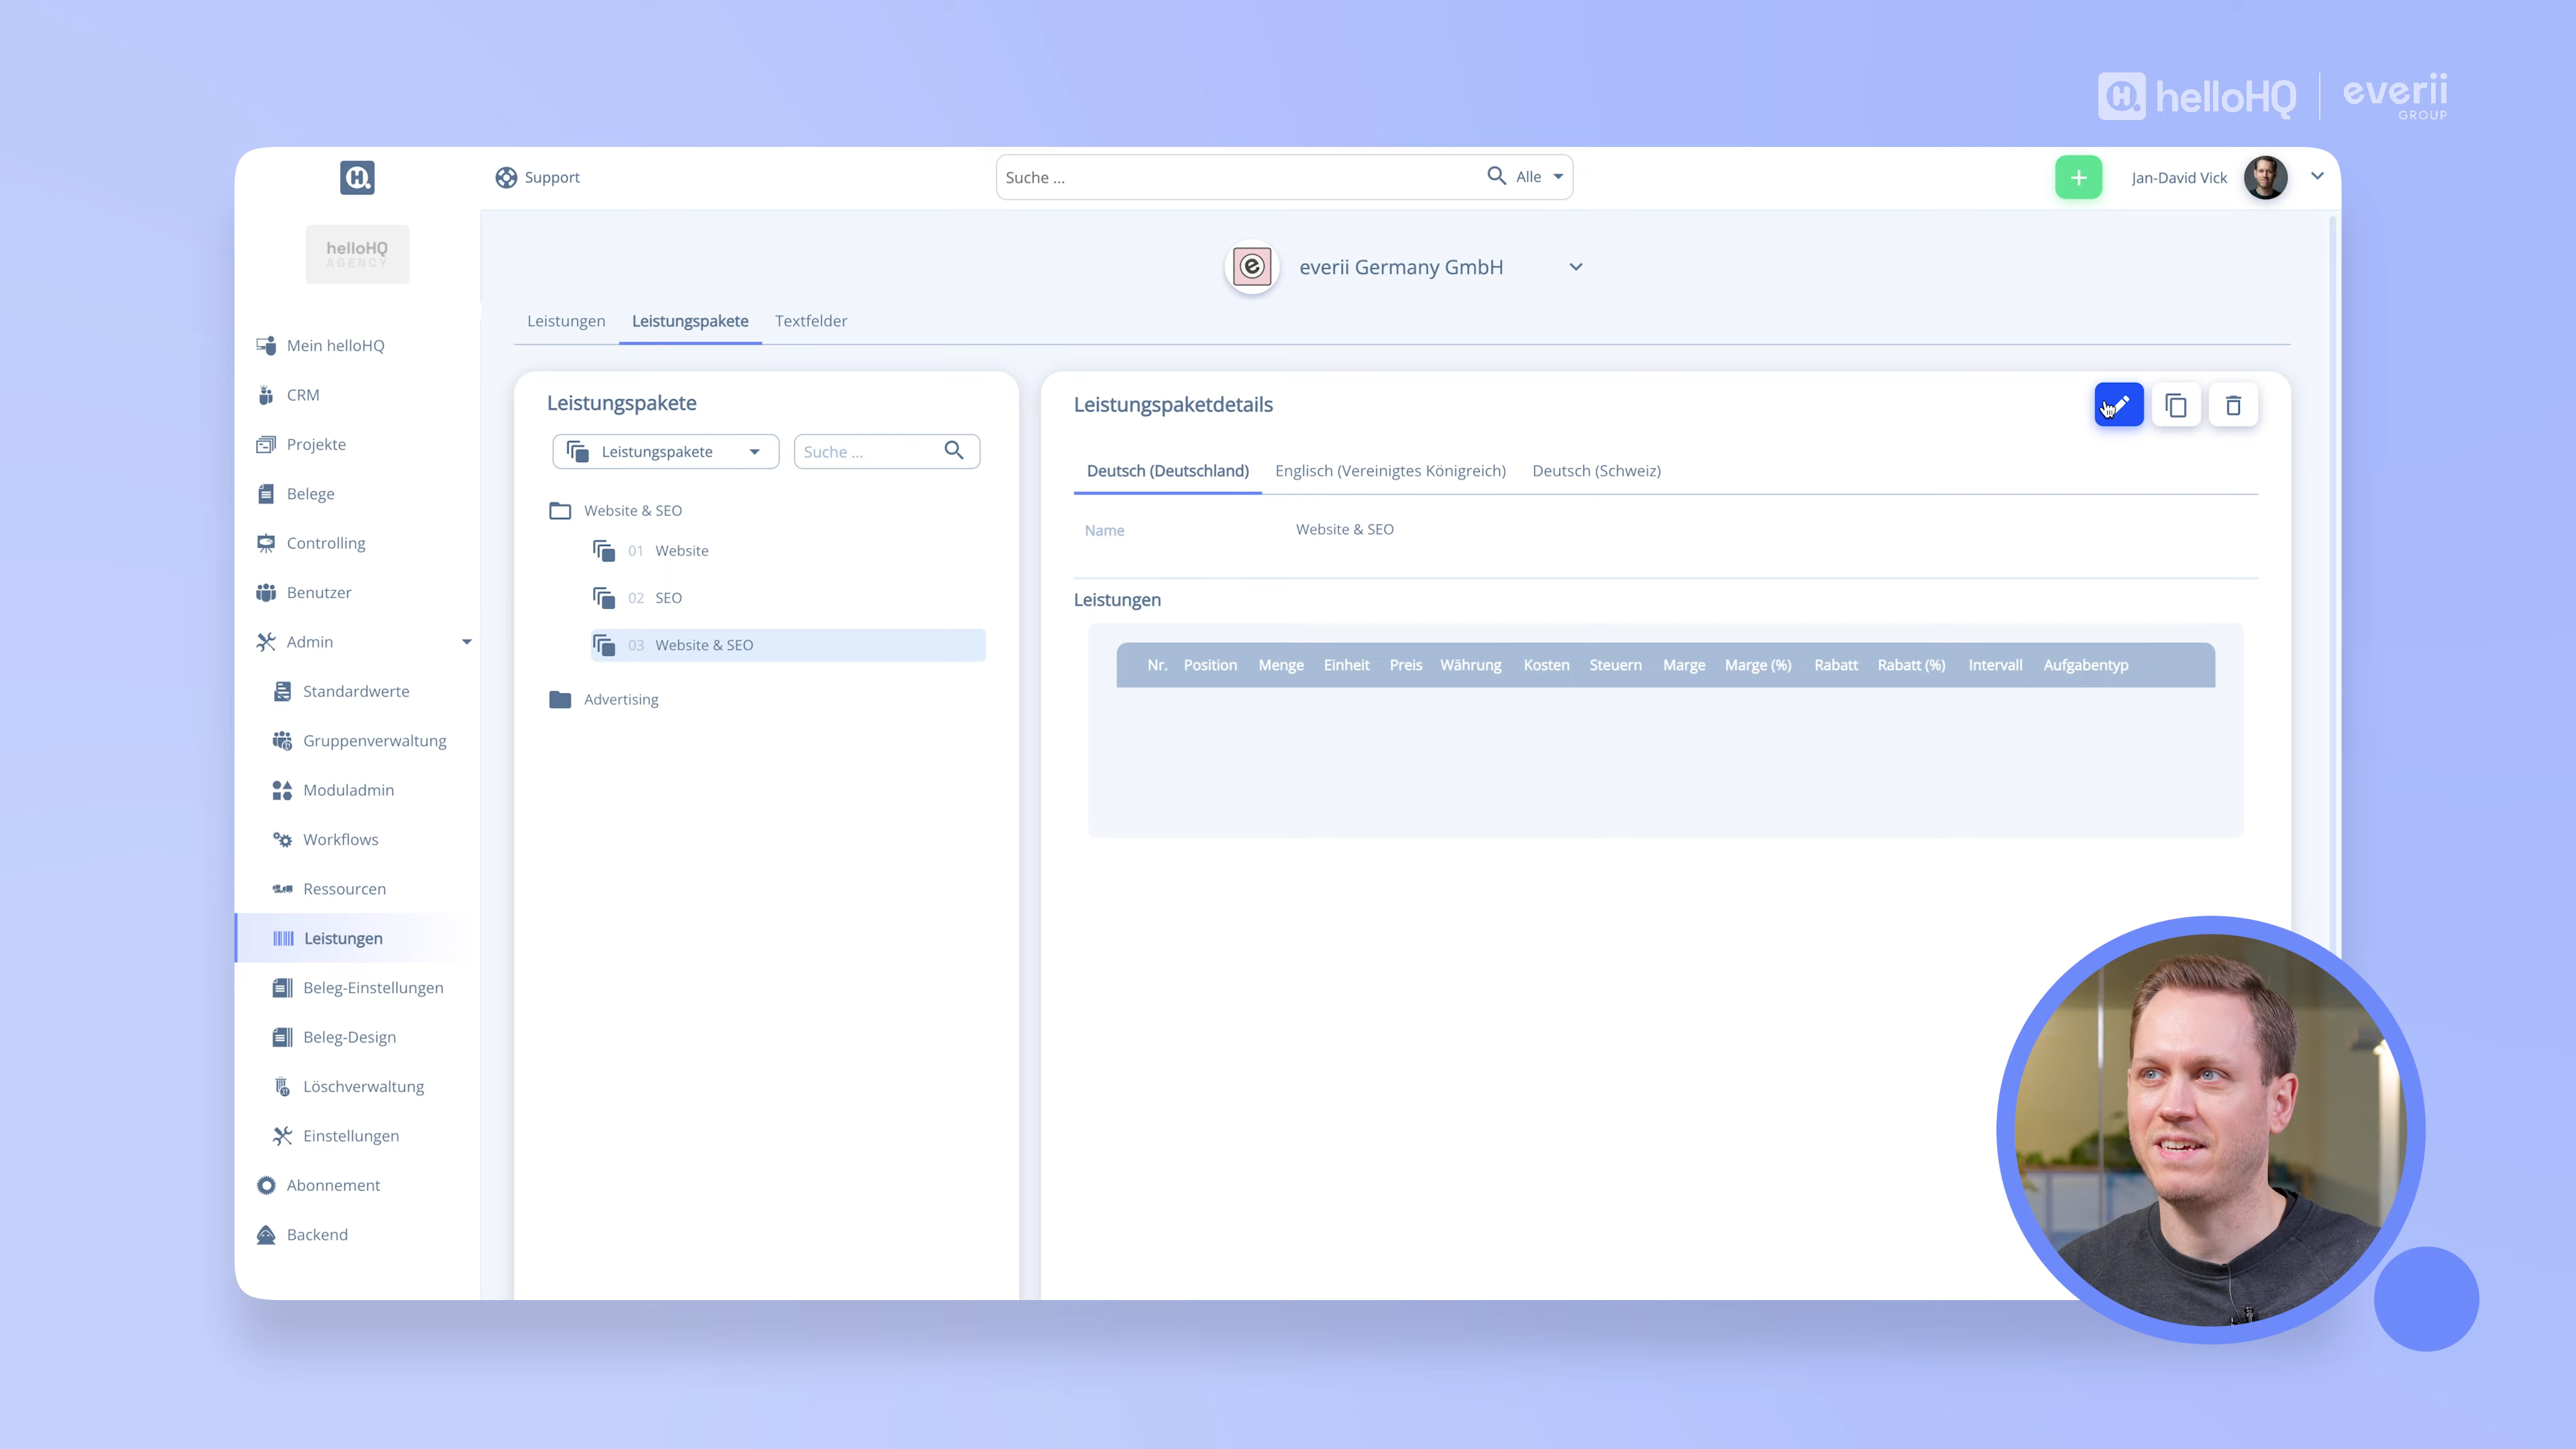 helloHQ
everii
GROUP
Support
Suche ...
Alle
Jan-David Vick
helloHQ
AGENCY
everii Germany GmbH
Mein helloHQ
CRM
Projekte
Belege
Controlling
Benutzer
Admin
Standardwerte
Gruppenverwaltung
Moduladmin
Workflows
Ressourcen
Leistungen
Beleg-Einstellungen
Beleg-Design
Löschverwaltung
Einstellungen
Abonnement
Backend
Leistungen Leistungspakete Textfelder
Leistungspakete
Leistungspakete
Suche ...
Website & SEO
01 Website
02 SEO
03 Website & SEO
Advertising
Leistungspaketdetails
Deutsch (Deutschland) Englisch (Vereinigtes Königreich) Deutsch (Schweiz)
Name Website & SEO
Leistungen
Nr. Position Menge Einheit Preis Währung Kosten Steuern Marge Marge (%) Rabatt Rabatt (%) Intervall Aufgabentyp